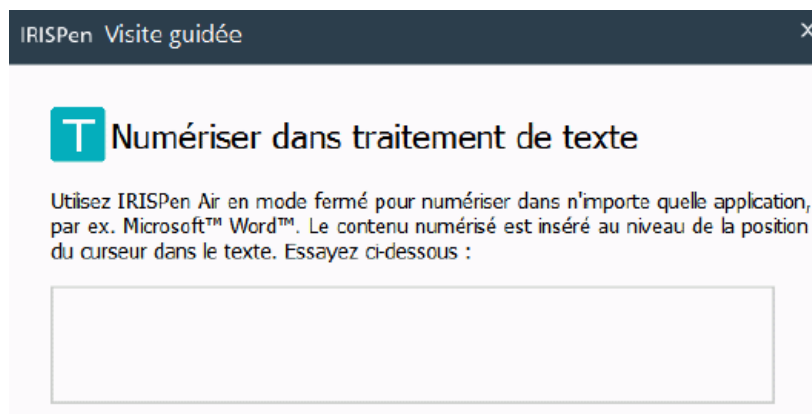 IRISPen Visite guidée
T Numériser dans traitement de texte
Utilisez IRISPen Air en mode fermé pour numériser dans n'importe quelle application,
par ex. Microsoft™ Word™. Le contenu numérisé est inséré au niveau de la position
du curseur dans le texte. Essayez ci-dessous :